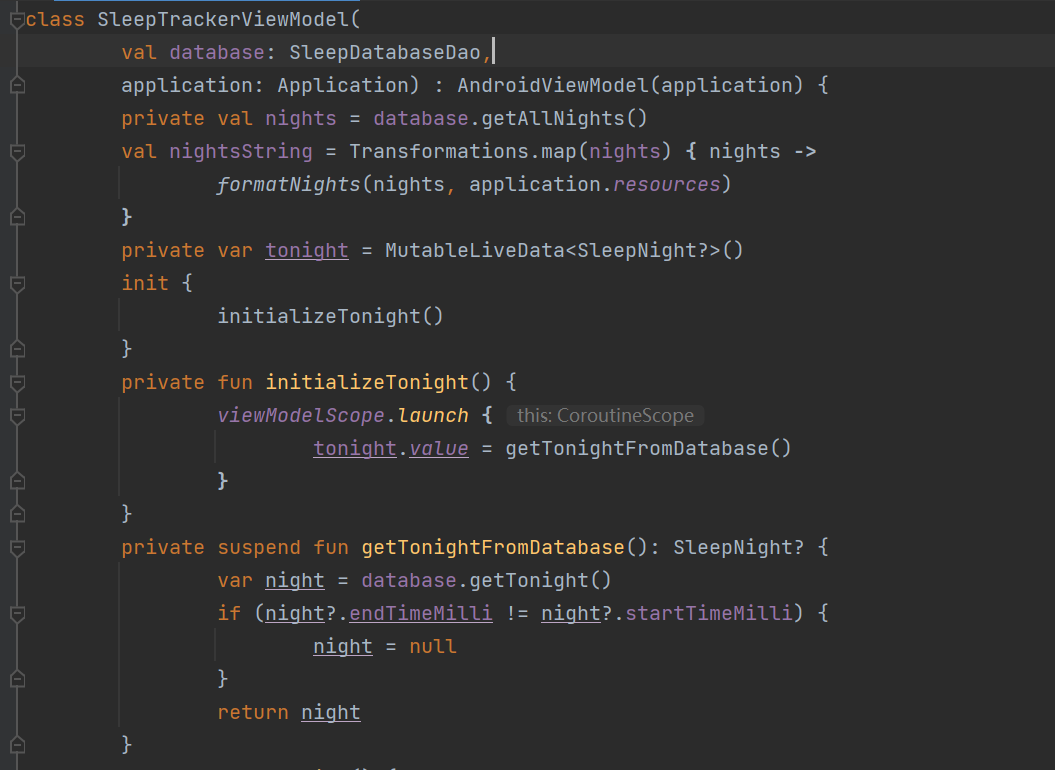 class SleepTrackerViewModel(
val database: SleepDatabaseDao,
application: Application) : AndroidViewModel(application) {
private val nights = database.getAllNights()
val nightsString = Transformations.map(nights) { nights ->
formatNights(nights, application.resources)
}
private var tonight = MutableLiveData<SleepNight?>()
init {
initializeTonight()
}
private fun initializeTonight() {
viewModelScope.launch { this: CoroutineScope
tonight.value = getTonightFromDatabase()
}
}
private suspend fun getTonightFromDatabase(): SleepNight? {
var night = database.getTonight()
if (night?.endTimeMilli != night?.startTimeMilli) {
night = null
}
return night
}